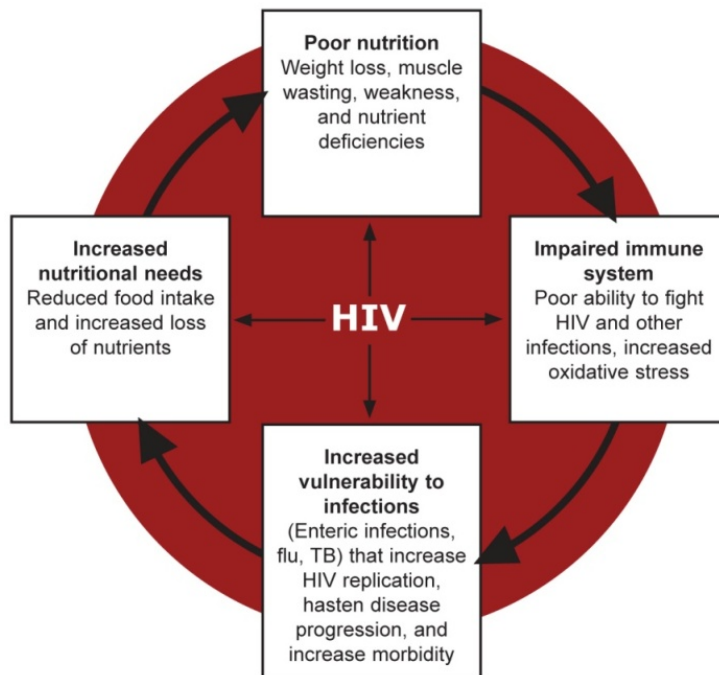 Poor nutrition
Weight loss, muscle
wasting, weakness,
and nutrient
deficiencies
Increased
nutritional needs
Reduced food intake
and increased loss
of nutrients
HIV
Impaired immune
system
Poor ability to fight
HIV and other
infections, increased
oxidative stress
Increased
vulnerability to
infections
(Enteric infections,
flu, TB) that increase
HIV replication,
hasten disease
progression, and
increase morbidity